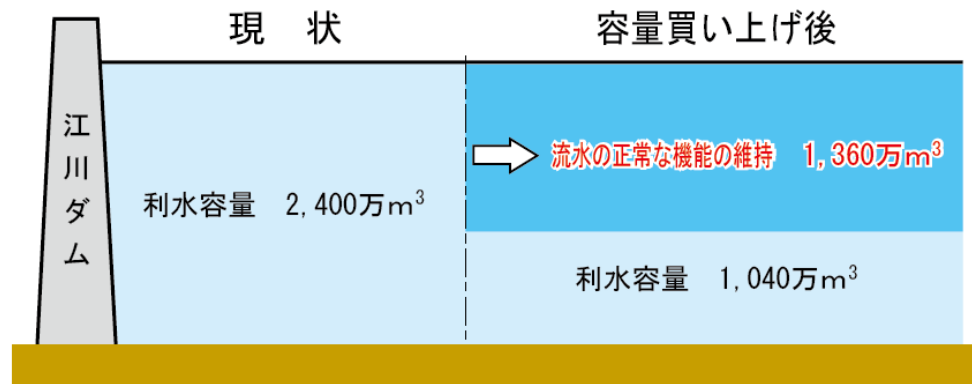 現　状
容量買い上げ後
江川ダム
流水の正常な機能の維持　1,360万m³
利水容量　2,400万m³
利水容量　1,040万m³